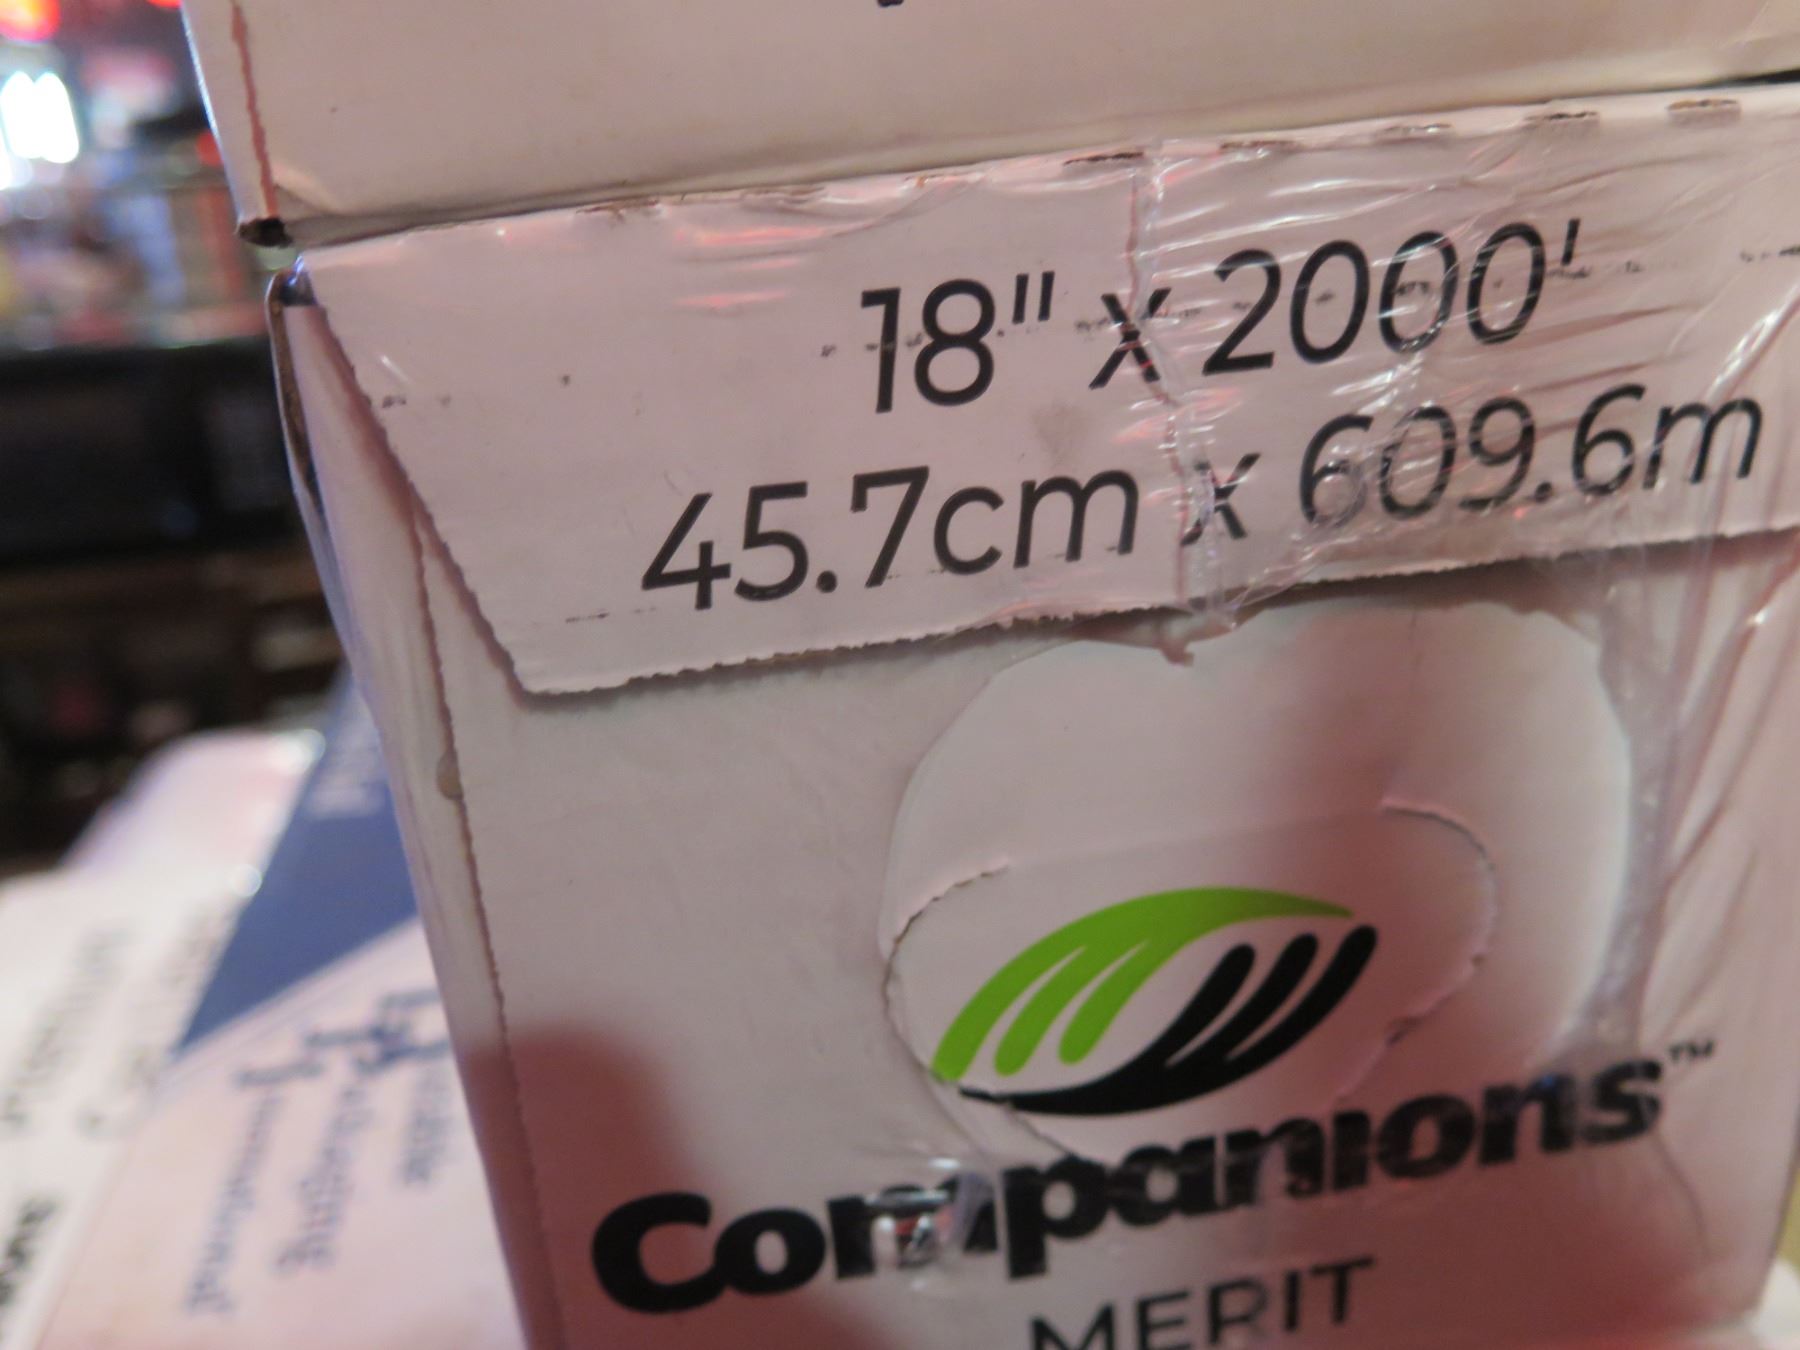 18" x 2000'
45.7cm x 609.6m
Companions™
MERIT